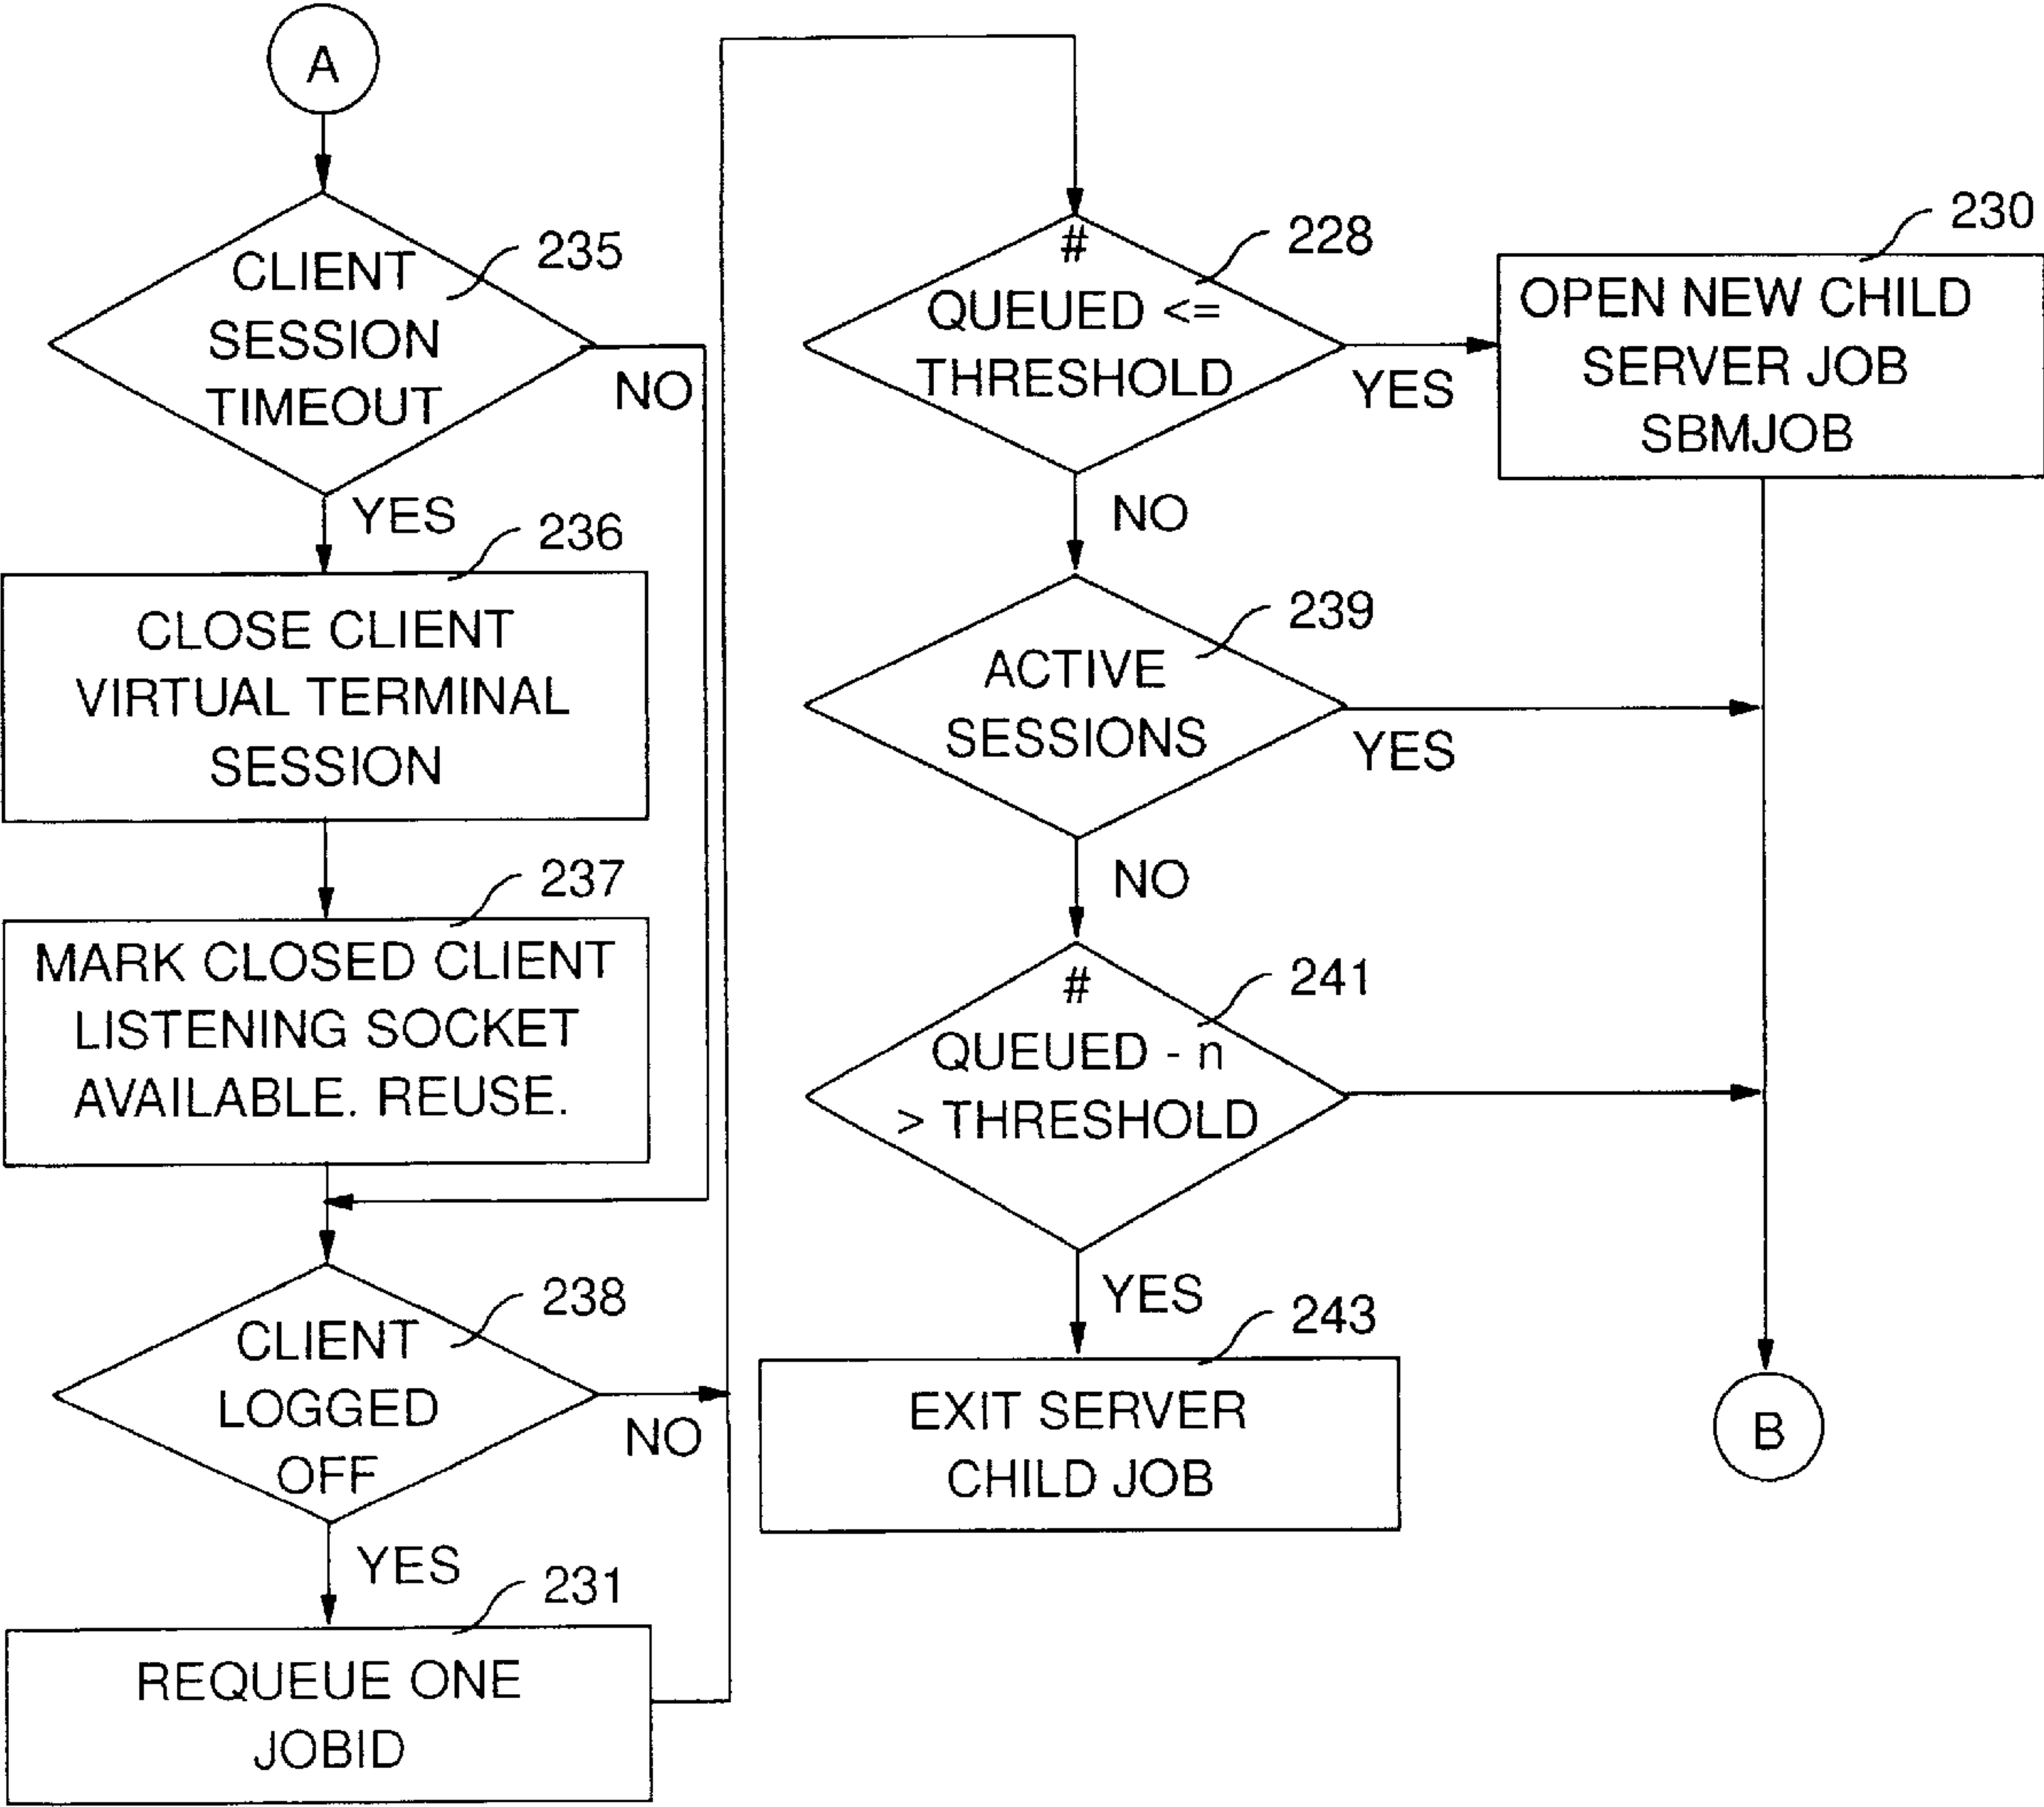 A
235
CLIENT
SESSION
TIMEOUT
NO
YES
236
CLOSE CLIENT
VIRTUAL TERMINAL
SESSION
237
MARK CLOSED CLIENT
LISTENING SOCKET
AVAILABLE. REUSE.
238
CLIENT
LOGGED
OFF
NO
YES
231
REQUEUE ONE
JOBID
228
#
QUEUED <=
THRESHOLD
YES
NO
230
OPEN NEW CHILD
SERVER JOB
SBMJOB
239
ACTIVE
SESSIONS
YES
NO
241
#
QUEUED - n
> THRESHOLD
YES
243
EXIT SERVER
CHILD JOB
B